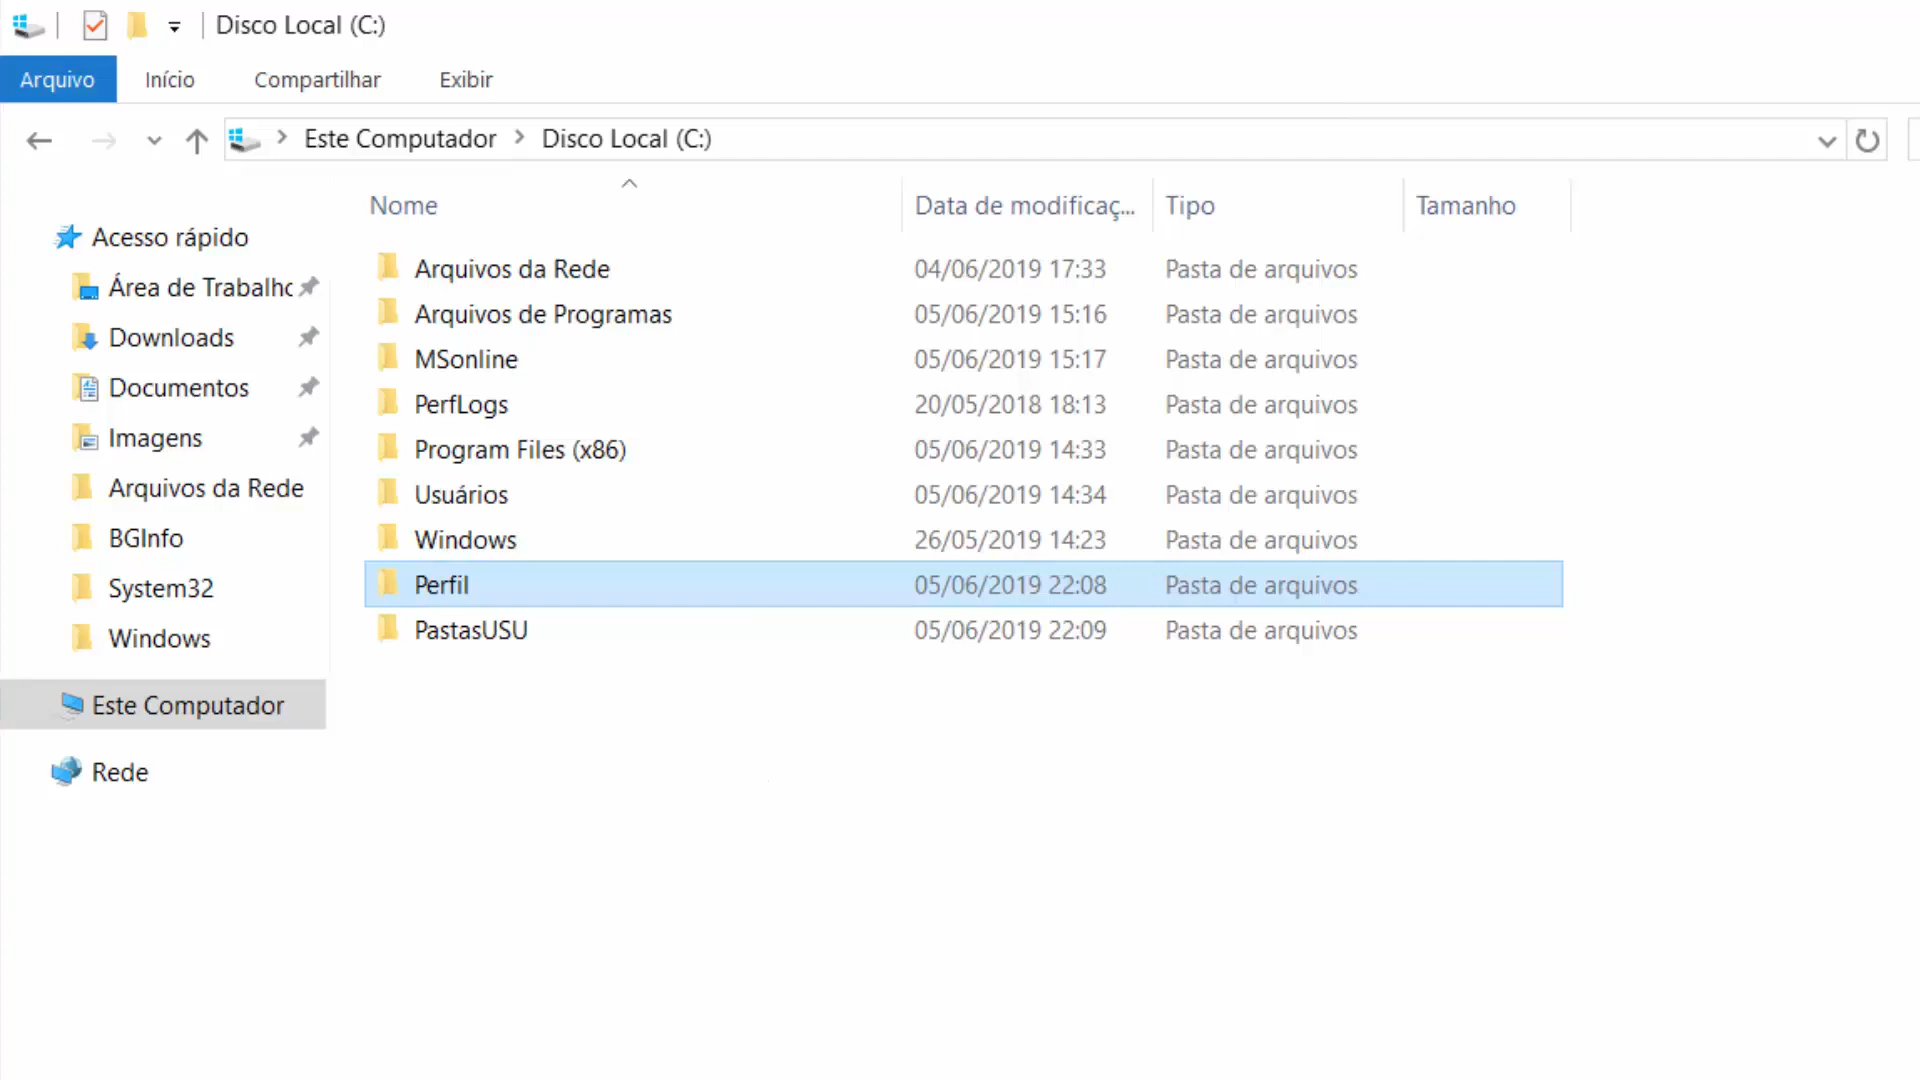 Disco Local (C:)
Arquivo Início Compartilhar Exibir
Este Computador Disco Local (C:)
Nome Data de modificaç... Tipo Tamanho
Acesso rápido
Área de Trabalho
Downloads
Documentos
Imagens
Arquivos da Rede
BGInfo
System32
Windows
Este Computador
Rede
Arquivos da Rede 04/06/2019 17:33 Pasta de arquivos
Arquivos de Programas 05/06/2019 15:16 Pasta de arquivos
MSonline 05/06/2019 15:17 Pasta de arquivos
PerfLogs 20/05/2018 18:13 Pasta de arquivos
Program Files (x86) 05/06/2019 14:33 Pasta de arquivos
Usuários 05/06/2019 14:34 Pasta de arquivos
Windows 26/05/2019 14:23 Pasta de arquivos
Perfil 05/06/2019 22:08 Pasta de arquivos
PastasUSU 05/06/2019 22:09 Pasta de arquivos